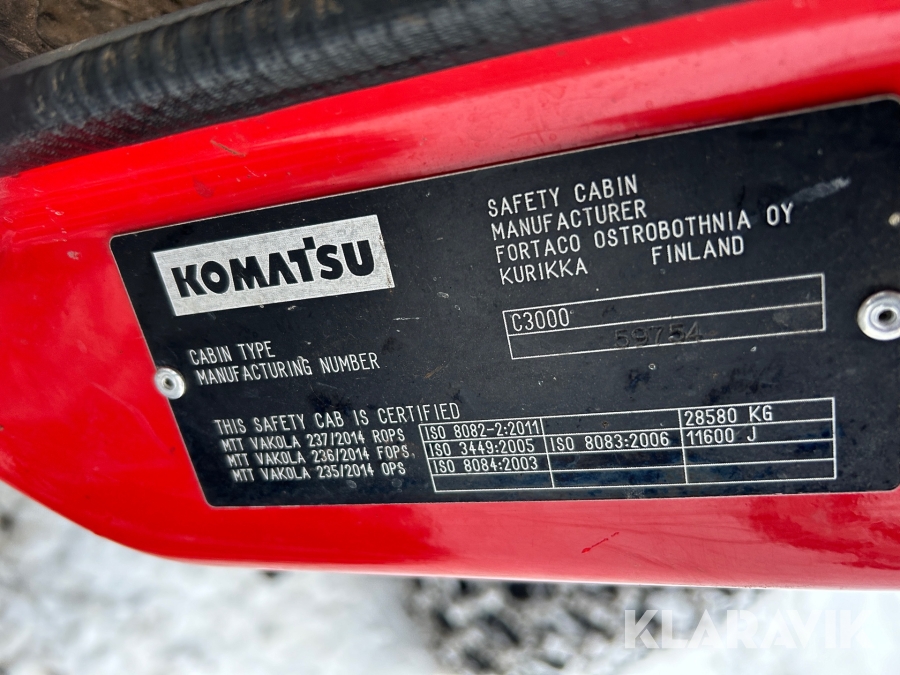 KOMATSU
SAFETY CABIN
MANUFACTURER
FORTACO OSTROBOTHNIA OY
KURIKKA FINLAND
CABIN TYPE C3000
MANUFACTURING NUMBER 59754
THIS SAFETY CAB IS CERTIFIED
MTT VAKOLA 237/2014 ROPS ISO 8082-2:2011 28580 KG
MTT VAKOLA 236/2014 FOPS ISO 3449:2005 ISO 8083:2006 11600 J
MTT VAKOLA 235/2014 OPS ISO 8084:2003
KLARAVIK